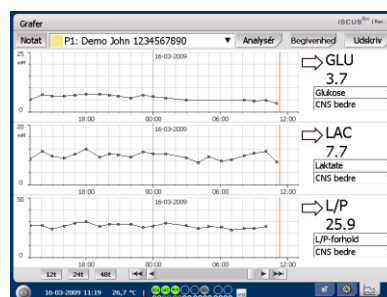 Grafer
ISCUS
Notat P1: Demo John 1234567890 Analysér Begivenhed Udskriv
25
mM
16-03-2009
GLU
3.7
Glukose
CNS bedre
0
18:00 00:00 06:00 12:00
20
mM
16-03-2009
LAC
7.7
Laktate
CNS bedre
0
18:00 00:00 06:00 12:00
50
16-03-2009
L/P
25.9
L/P-forhold
CNS bedre
0
18:00 00:00 06:00 12:00
12t 24t 48t
16-03-2009 11:19 26,7 °C